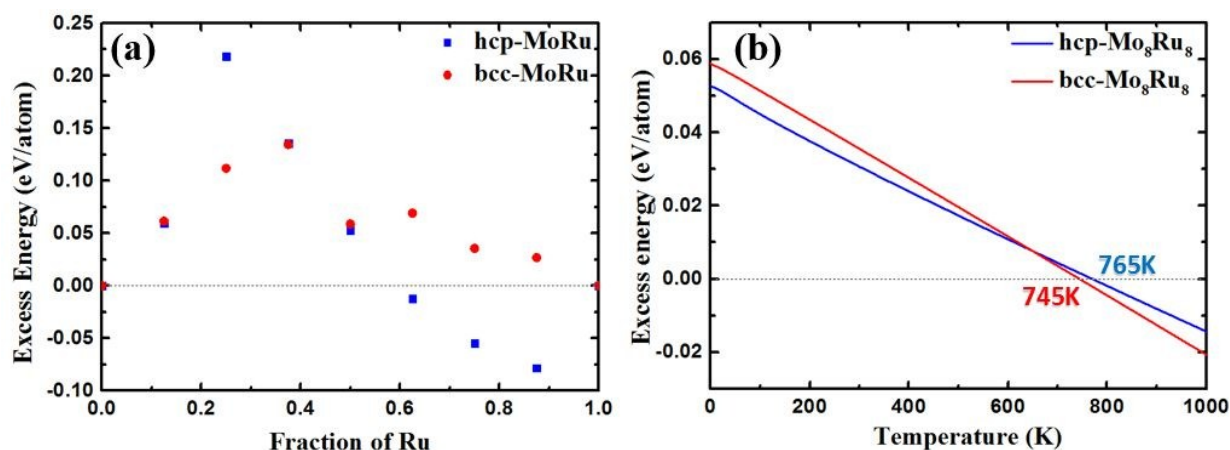 (a)
hcp-MoRu
bcc-MoRu
Excess Energy (eV/atom)
0.25
0.20
0.15
0.10
0.05
0.00
-0.05
-0.10
0.0 0.2 0.4 0.6 0.8 1.0
Fraction of Ru
(b)
hcp-Mo₈Ru₈
bcc-Mo₈Ru₈
Excess energy (eV/atom)
0.06
0.04
0.02
0.00
-0.02
765K
745K
0 200 400 600 800 1000
Temperature (K)